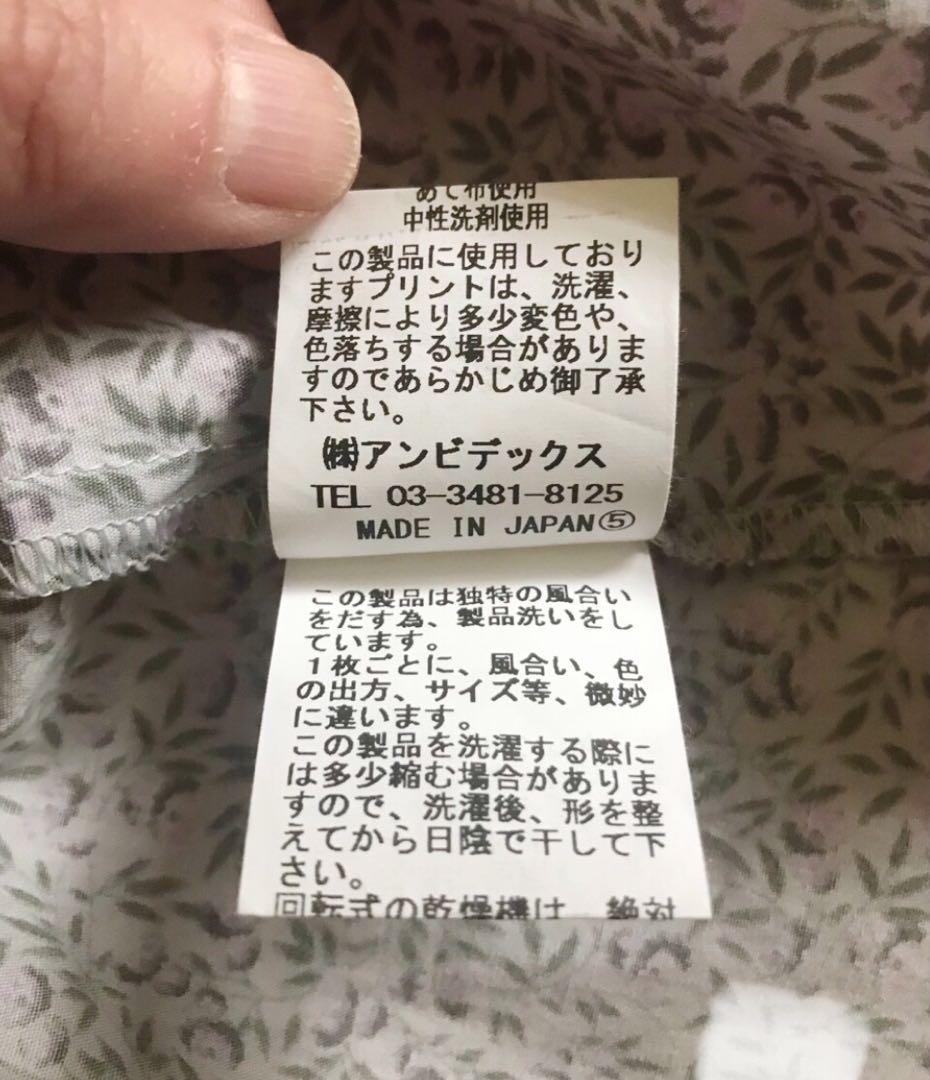 あて布使用
中性洗剤使用
この製品に使用しており
ますプリントは、洗濯、
摩擦により多少変色や、
色落ちする場合がありま
すのであらかじめ御了承
下さい。
㈱アンビデックス
TEL 03-3481-8125
MADE IN JAPAN⑤
この製品は独特の風合い
をだす為、製品洗いをし
ています。
1枚ごとに、風合い、色
の出方、サイズ等、微妙
に違います。
この製品を洗濯する際に
は多少縮む場合がありま
すので、洗濯後、形を整
えてから日陰で干して下
さい。
回転式の乾燥機は、絶対